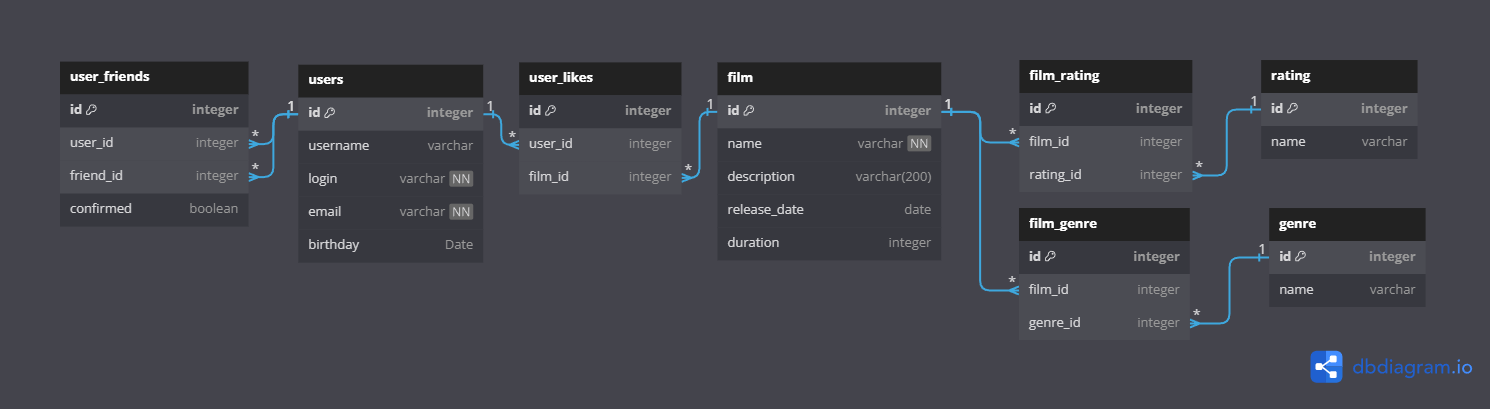 user_friends
id integer
user_id integer
friend_id integer
confirmed boolean
users
id integer
username varchar
login varchar NN
email varchar NN
birthday Date
user_likes
id integer
user_id integer
film_id integer
film
id integer
name varchar NN
description varchar(200)
release_date date
duration integer
film_rating
id integer
film_id integer
rating_id integer
rating
id integer
name varchar
film_genre
id integer
film_id integer
genre_id integer
genre
id integer
name varchar
*
*
1
1
*
*
1
1
*
*
1
*
*
1
dbdiagram.io